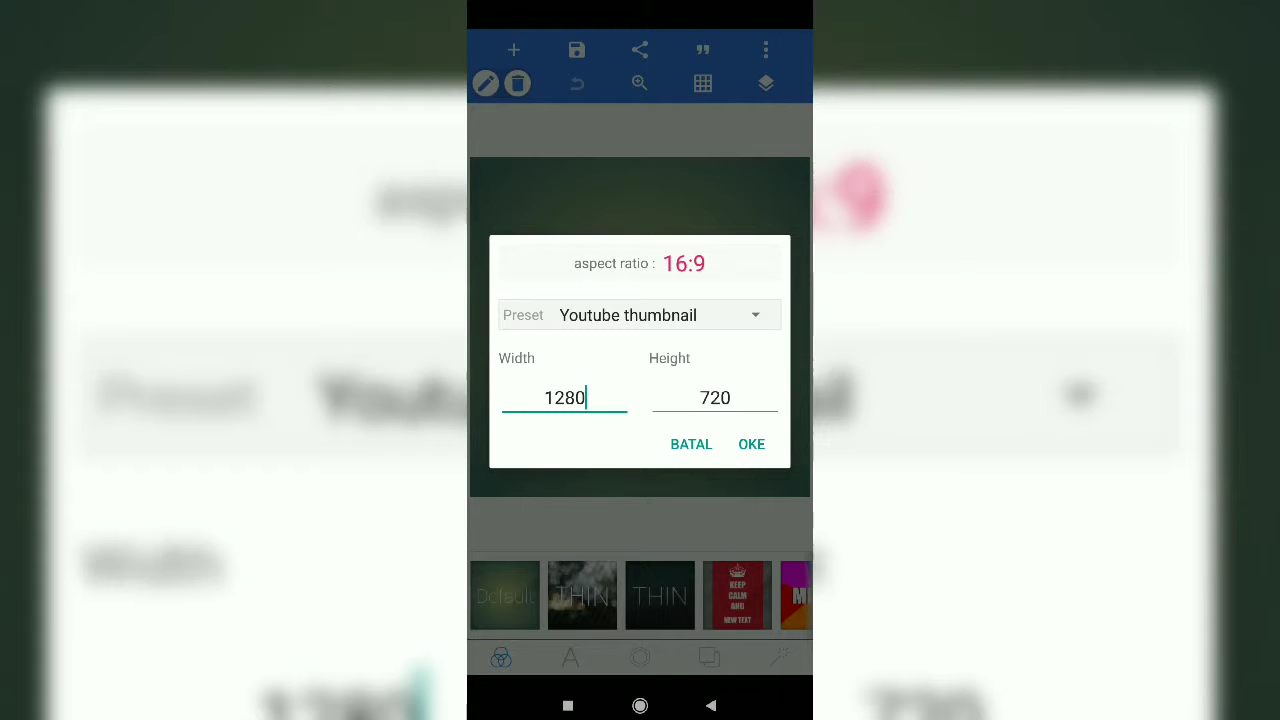 aspect ratio : 16:9
Preset Youtube thumbnail
Width Height
1280 720
BATAL OKE
Default THIN THIN KEEP CALM AND NEW TEXT M